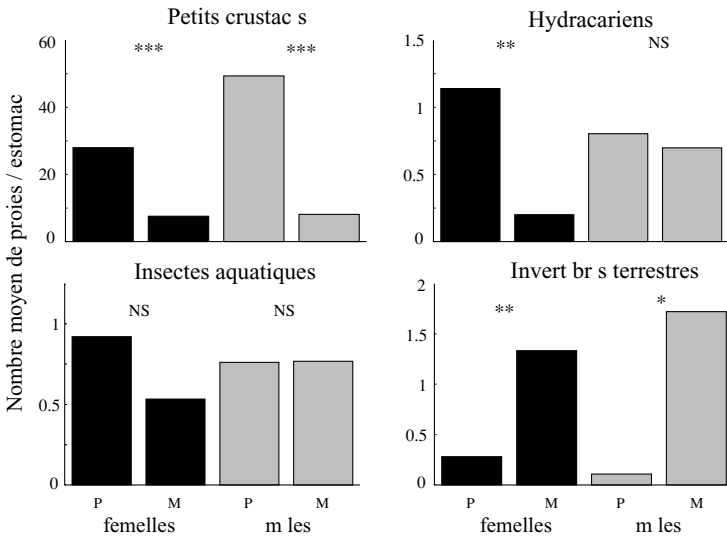 Petits crustac s
60
40
20
0
***
***
Hydracariens
1.5
1
0.5
0
**
NS
Nombre moyen de proies / estomac
Insectes aquatiques
1
0.5
0
NS
NS
P
M
P
M
femelles
m les
Invert br s terrestres
2
1.5
1
0.5
0
**
*
P
M
P
M
femelles
m les